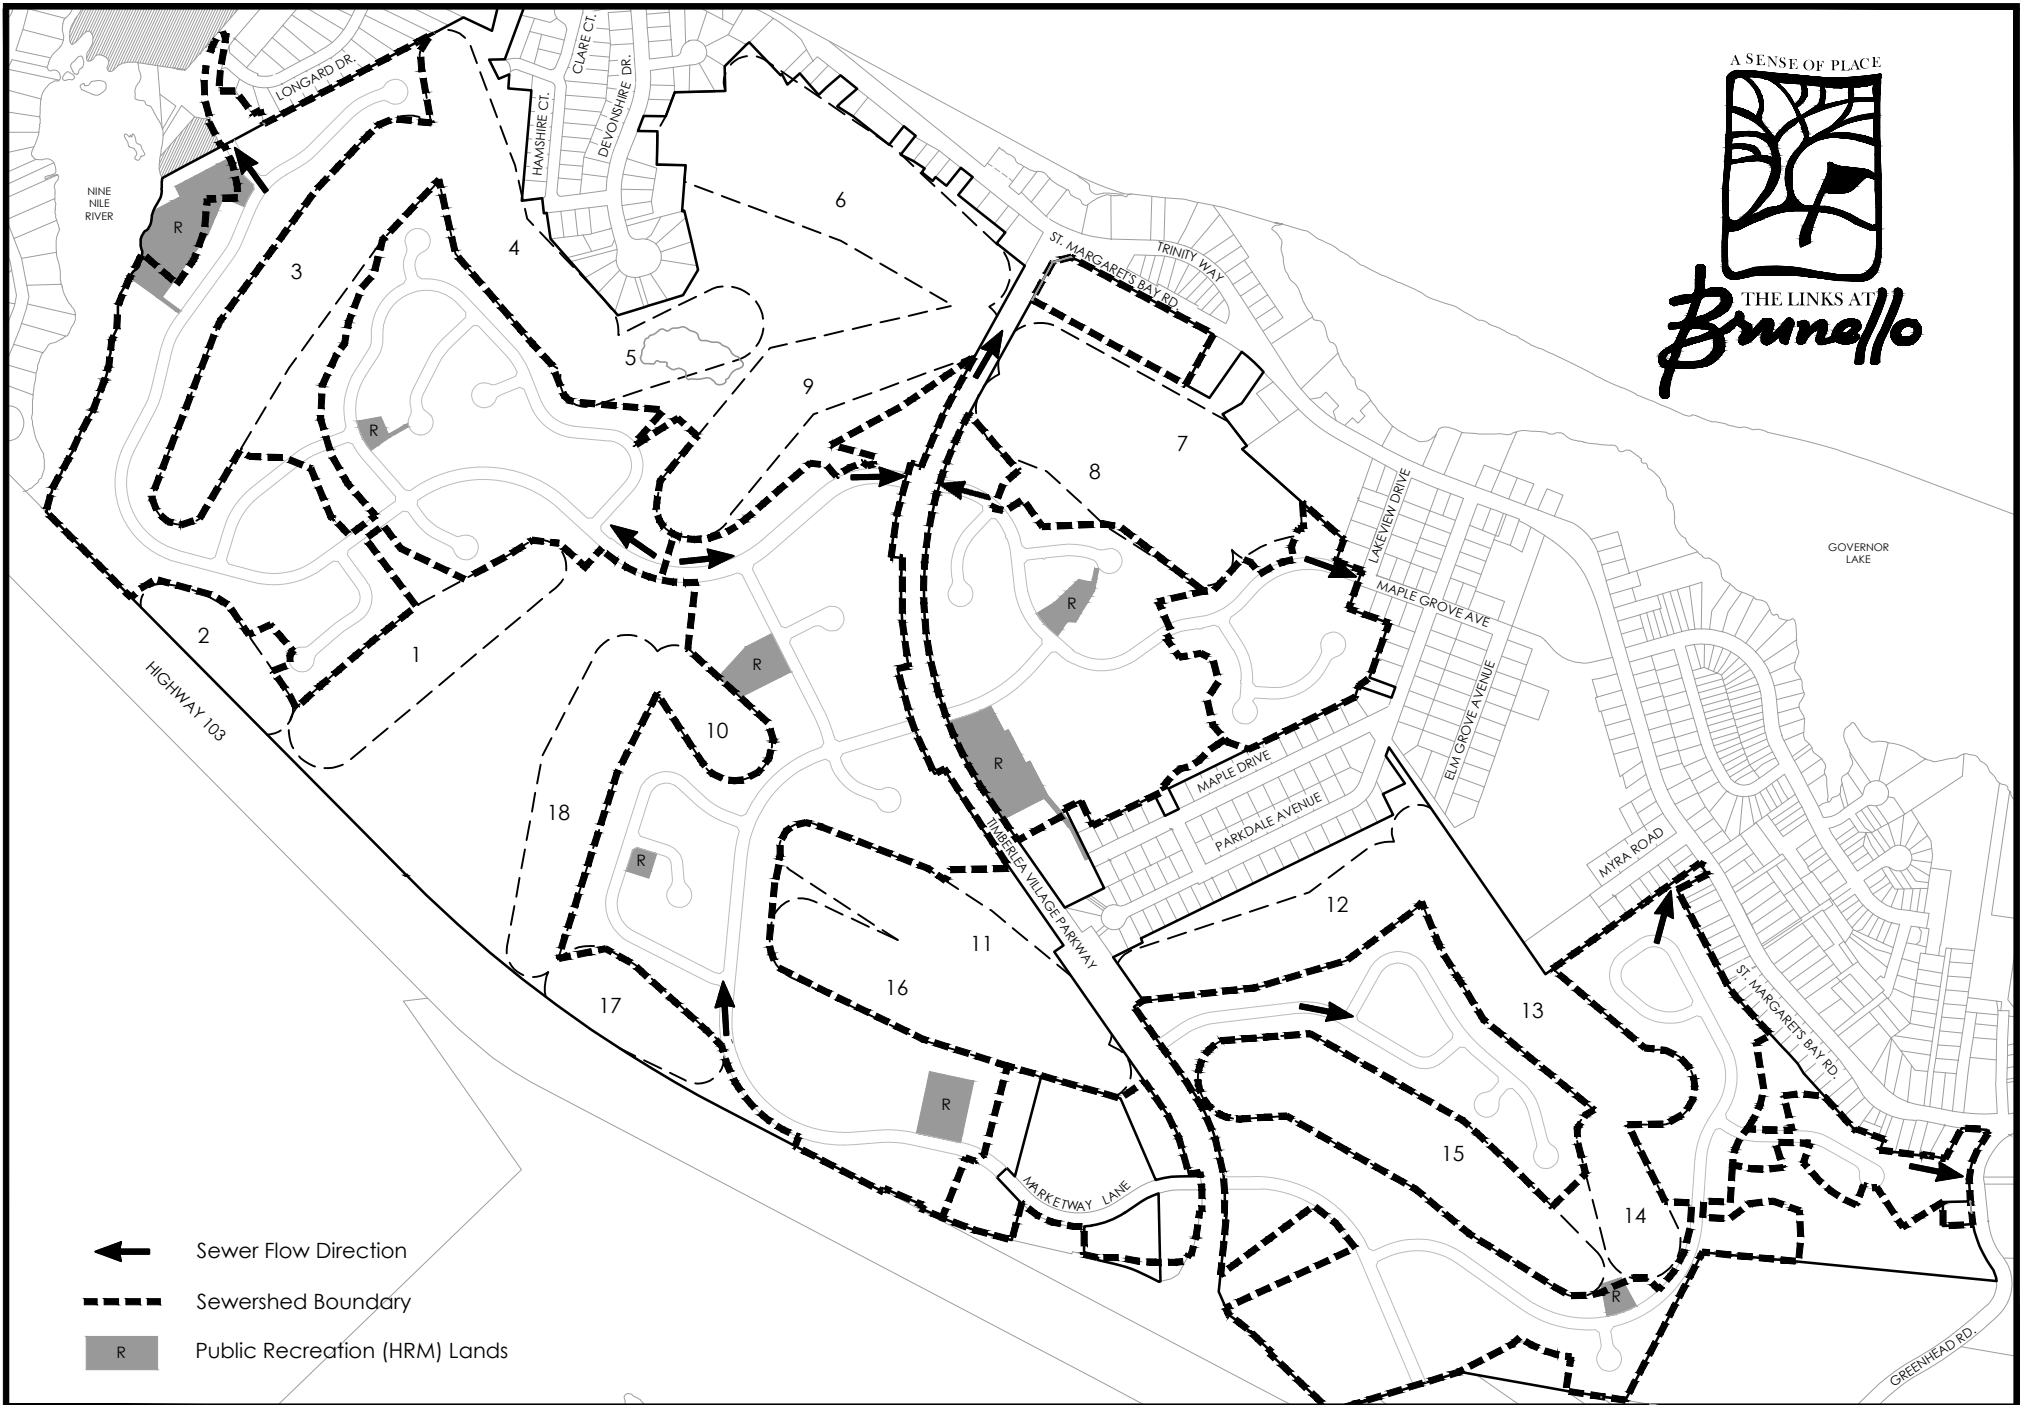 A SENSE OF PLACE
THE LINKS AT
Brunello
LONGARD DR.
CLARE CT.
DEVONSHIRE DR.
HAMSHIRE CT.
NINE
NILE
RIVER
R
3
4
6
ST. MARGARETS BAY RD.
TRINITY WAY
5
9
7
8
R
LAKEVIEW DRIVE
GOVERNOR
LAKE
MAPLE GROVE AVE
R
2
1
HIGHWAY 103
R
10
ELM GROVE AVENUE
R
MAPLE DRIVE
PARKDALE AVENUE
18
R
TIMBERLEA VILLAGE PARKWAY
MYRA ROAD
12
11
16
17
13
ST. MARGARETS BAY RD.
R
15
MARKETWAY LANE
14
R
GREENHEAD RD.
Sewer Flow Direction
Sewershed Boundary
R
Public Recreation (HRM) Lands